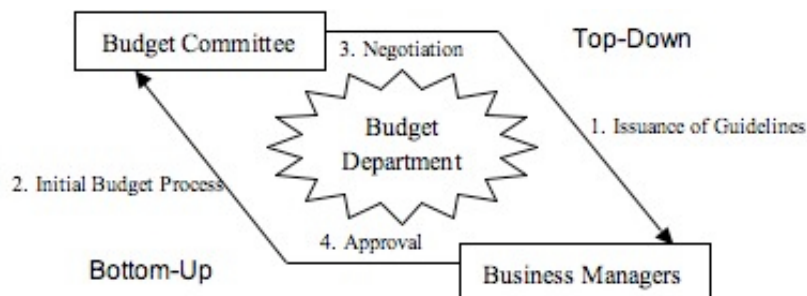 Budget Committee
3. Negotiation
Top-Down
Budget
Department
1. Issuance of Guidelines
2. Initial Budget Process
4. Approval
Bottom-Up
Business Managers